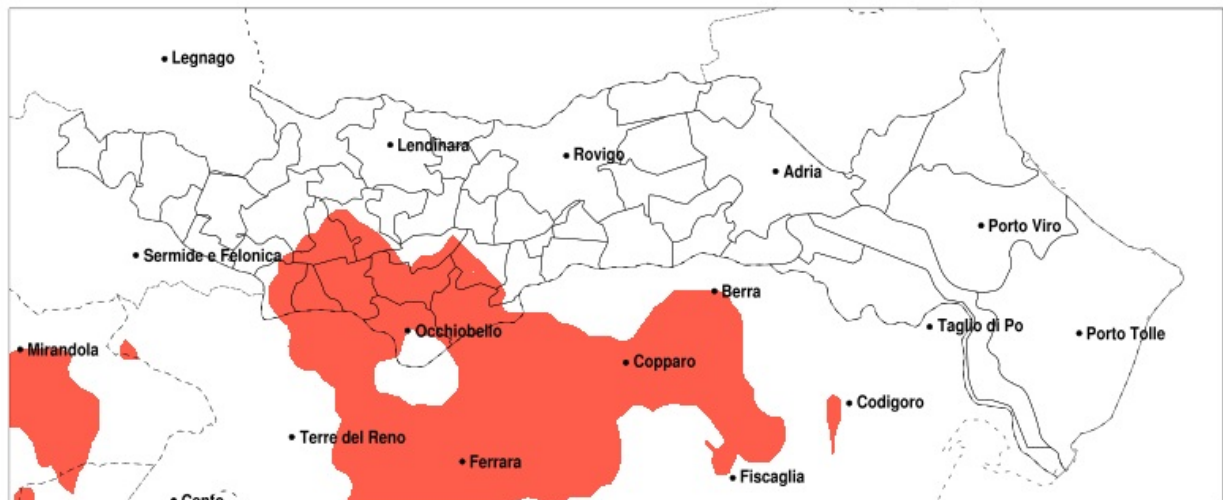 Legnago
Lendinara
Rovigo
Adria
Porto Viro
Sermide e Felonica
Berra
Taglio di Po
Porto Tolle
Occhiobello
Mirandola
Copparo
Codigoro
Terre del Reno
Ferrara
Fiscaglia